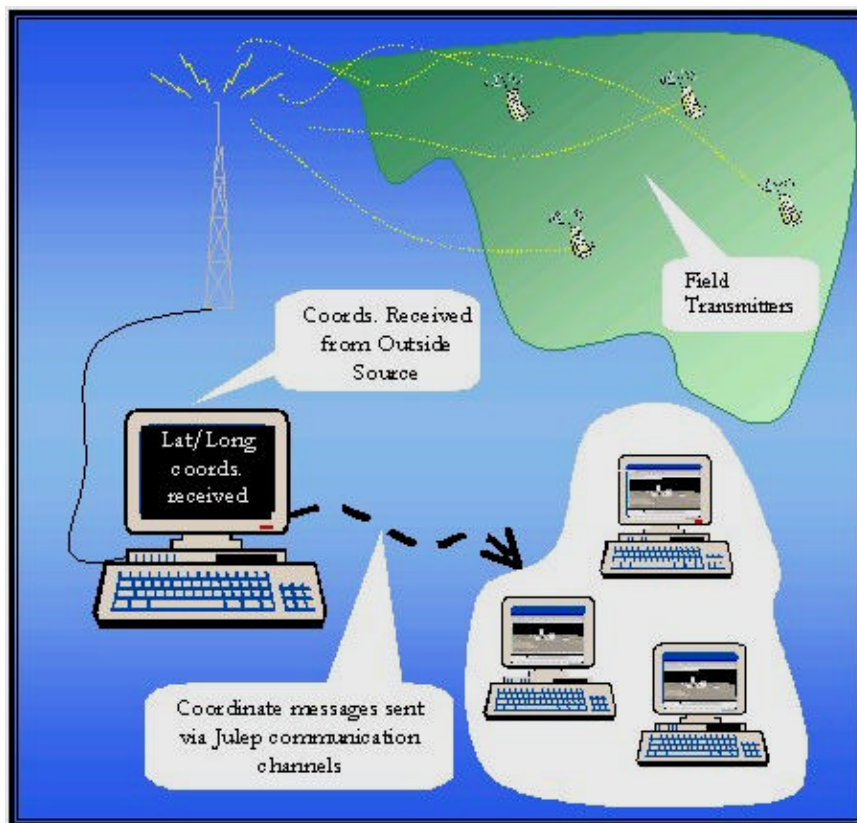 Field
Transmitters
Coords. Received
from Outside
Source
Lat/Long
coords.
received
Coordinate messages sent
via Julep communication
channels